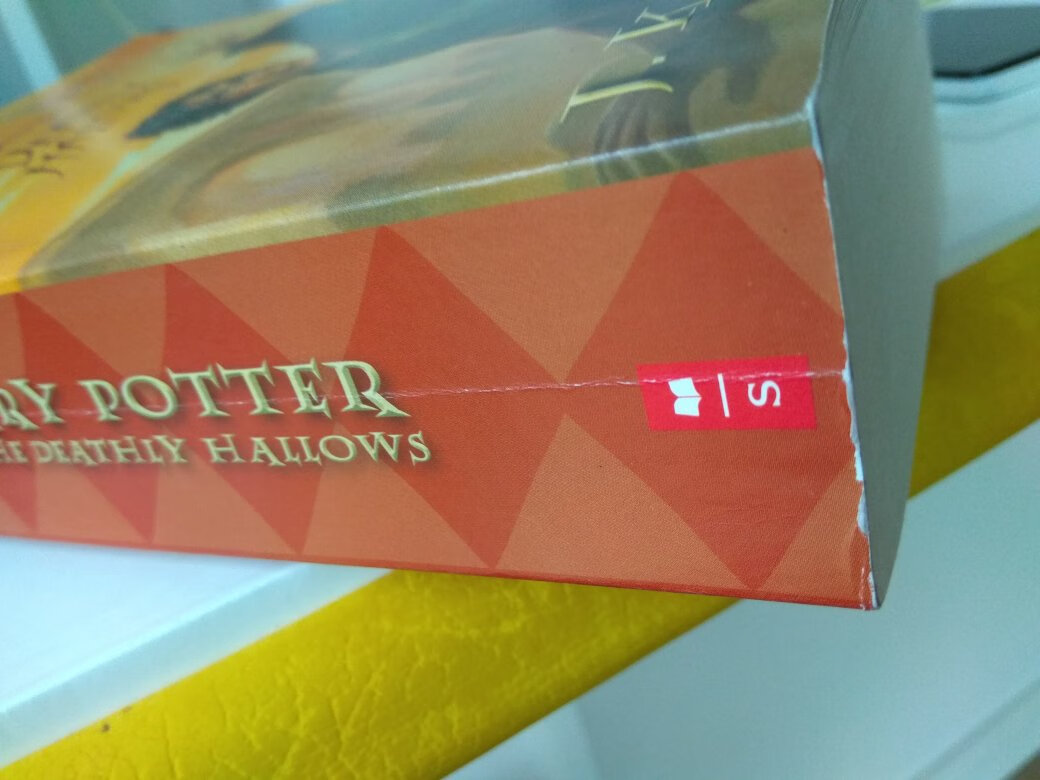 J. K.
RY POTTER
HE DEATHLY HALLOWS
S